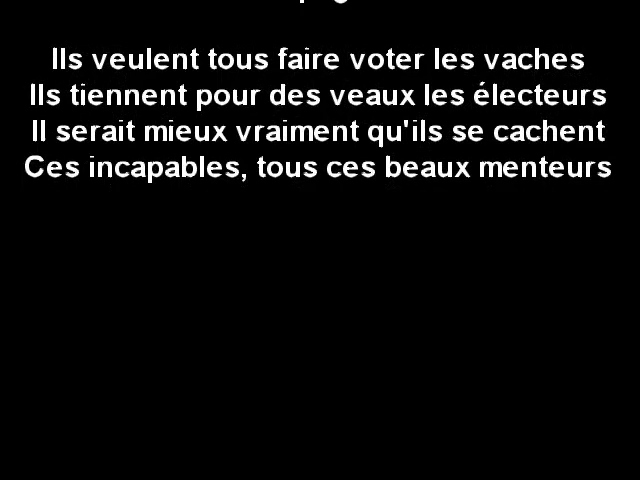 Ils veulent tous faire voter les vaches
Ils tiennent pour des veaux les électeurs
Il serait mieux vraiment qu'ils se cachent
Ces incapables, tous ces beaux menteurs